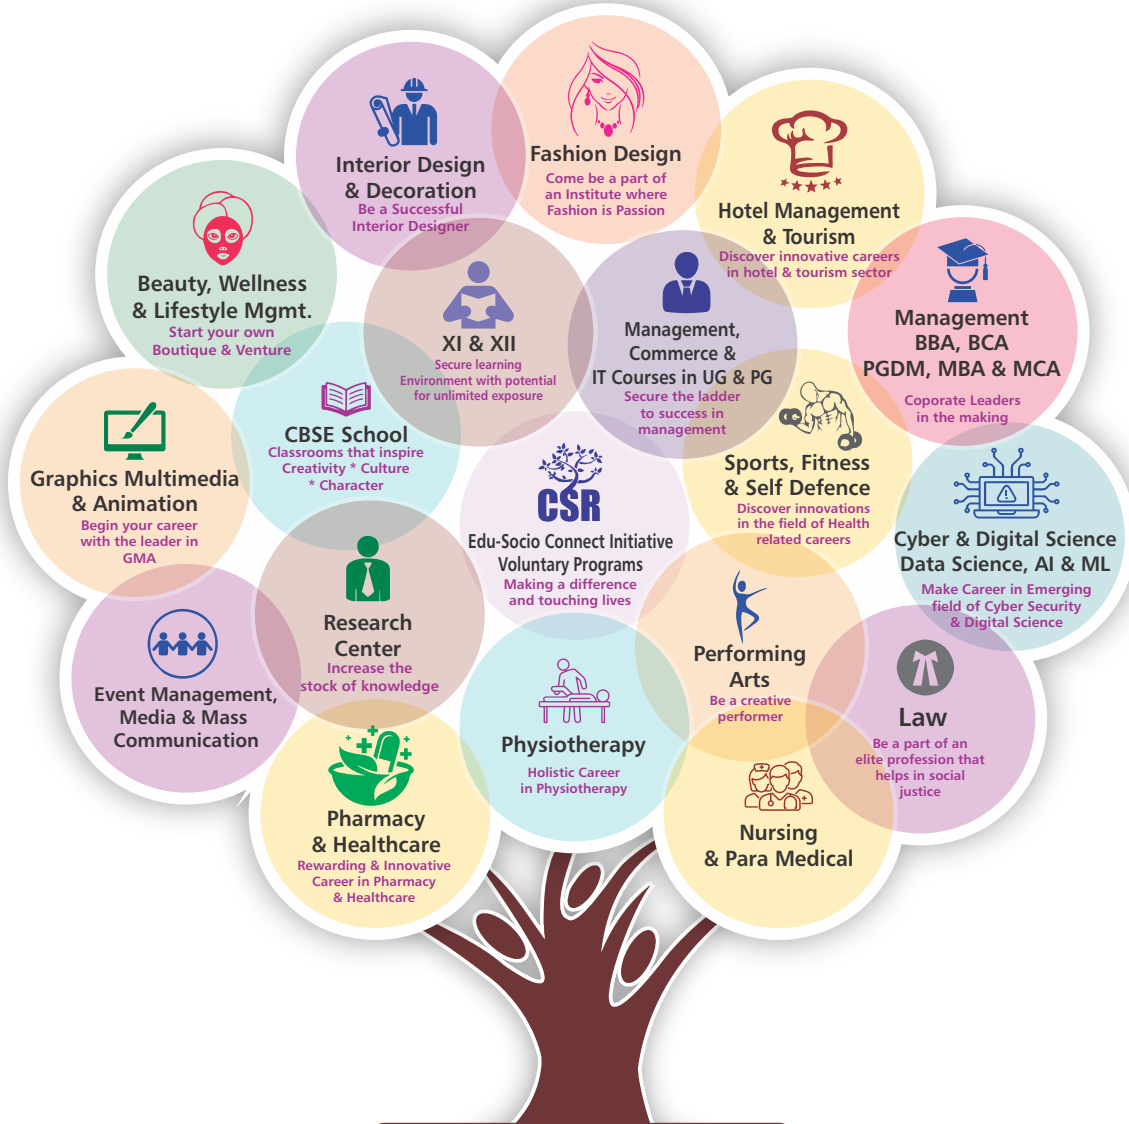 Interior Design
& Decoration
Be a Successful
Interior Designer
Fashion Design
Come be a part of
an Institute where
Fashion is Passion
Hotel Management
& Tourism
Discover innovative careers
in hotel & tourism sector
Beauty, Wellness
& Lifestyle Mgmt.
Start your own
Boutique & Venture
XI & XII
Secure learning
Environment with potential
for unlimited exposure
Management,
Commerce &
IT Courses in UG & PG
Secure the ladder
to success in
management
Management
BBA, BCA
PGDM, MBA & MCA
Coporate Leaders
in the making
Graphics Multimedia
& Animation
Begin your career
with the leader in
GMA
CBSE School
Classrooms that inspire
Creativity * Culture
* Character
CSR
Edu-Socio Connect Initiative
Voluntary Programs
Making a difference
and touching lives
Sports, Fitness
& Self Defence
Discover innovations
in the field of Health
related careers
Cyber & Digital Science
Data Science, AI & ML
Make Career in Emerging
field of Cyber Security
& Digital Science
Event Management,
Media & Mass
Communication
Research
Center
Increase the
stock of knowledge
Performing
Arts
Be a creative
performer
Law
Be a part of an
elite profession that
helps in social
justice
Pharmacy
& Healthcare
Rewarding & Innovative
Career in Pharmacy
& Healthcare
Physiotherapy
Holistic Career
in Physiotherapy
Nursing
& Para Medical